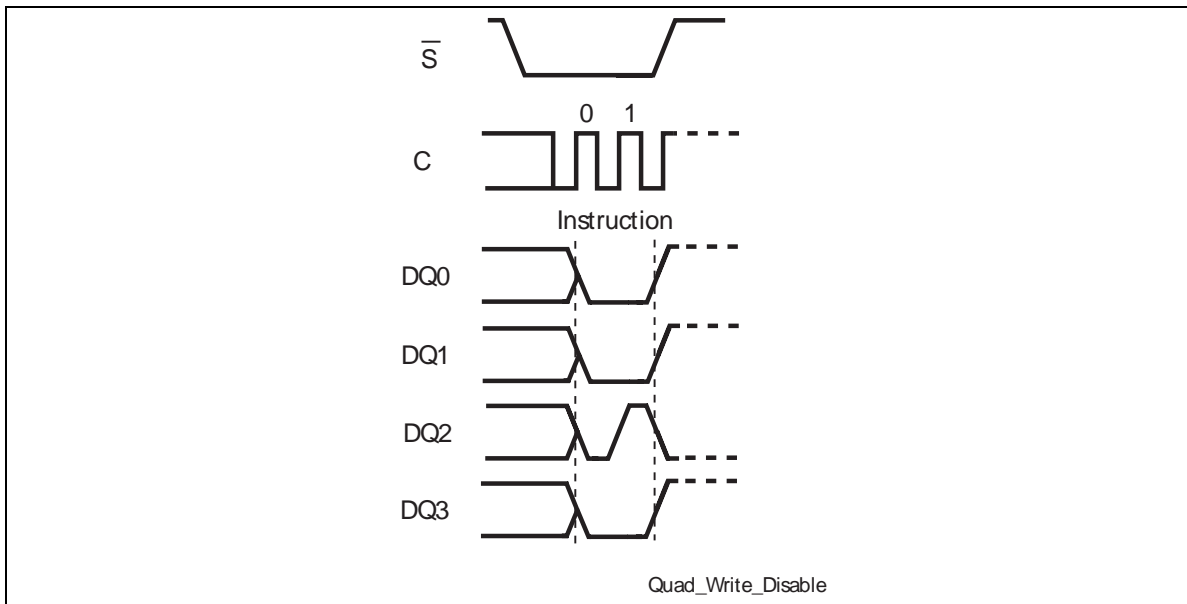 S̅
0 1
C
Instruction
DQ0
DQ1
DQ2
DQ3
Quad_Write_Disable